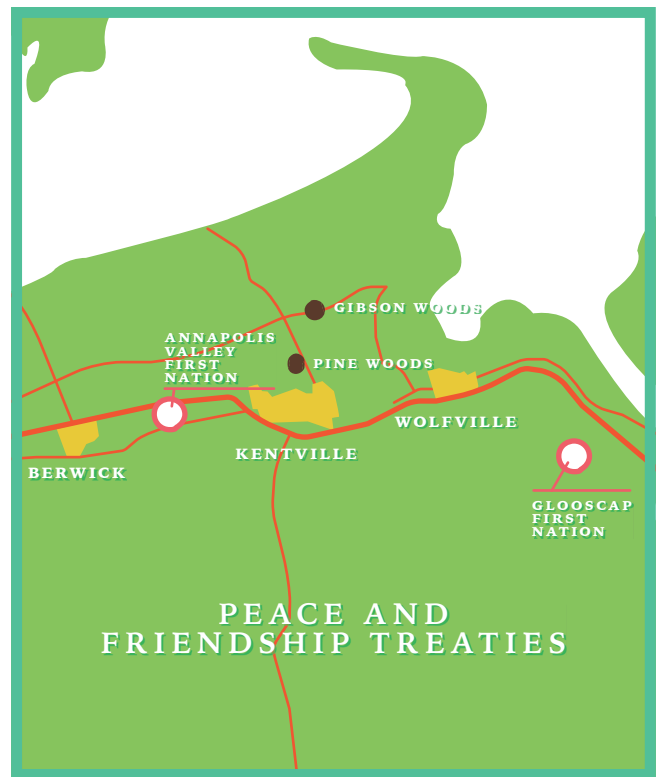 GIBSON WOODS
ANNAPOLIS
VALLEY
FIRST
NATION
PINE WOODS
WOLFVILLE
KENTVILLE
BERWICK
GLOOSCAP
FIRST
NATION
PEACE AND
FRIENDSHIP TREATIES